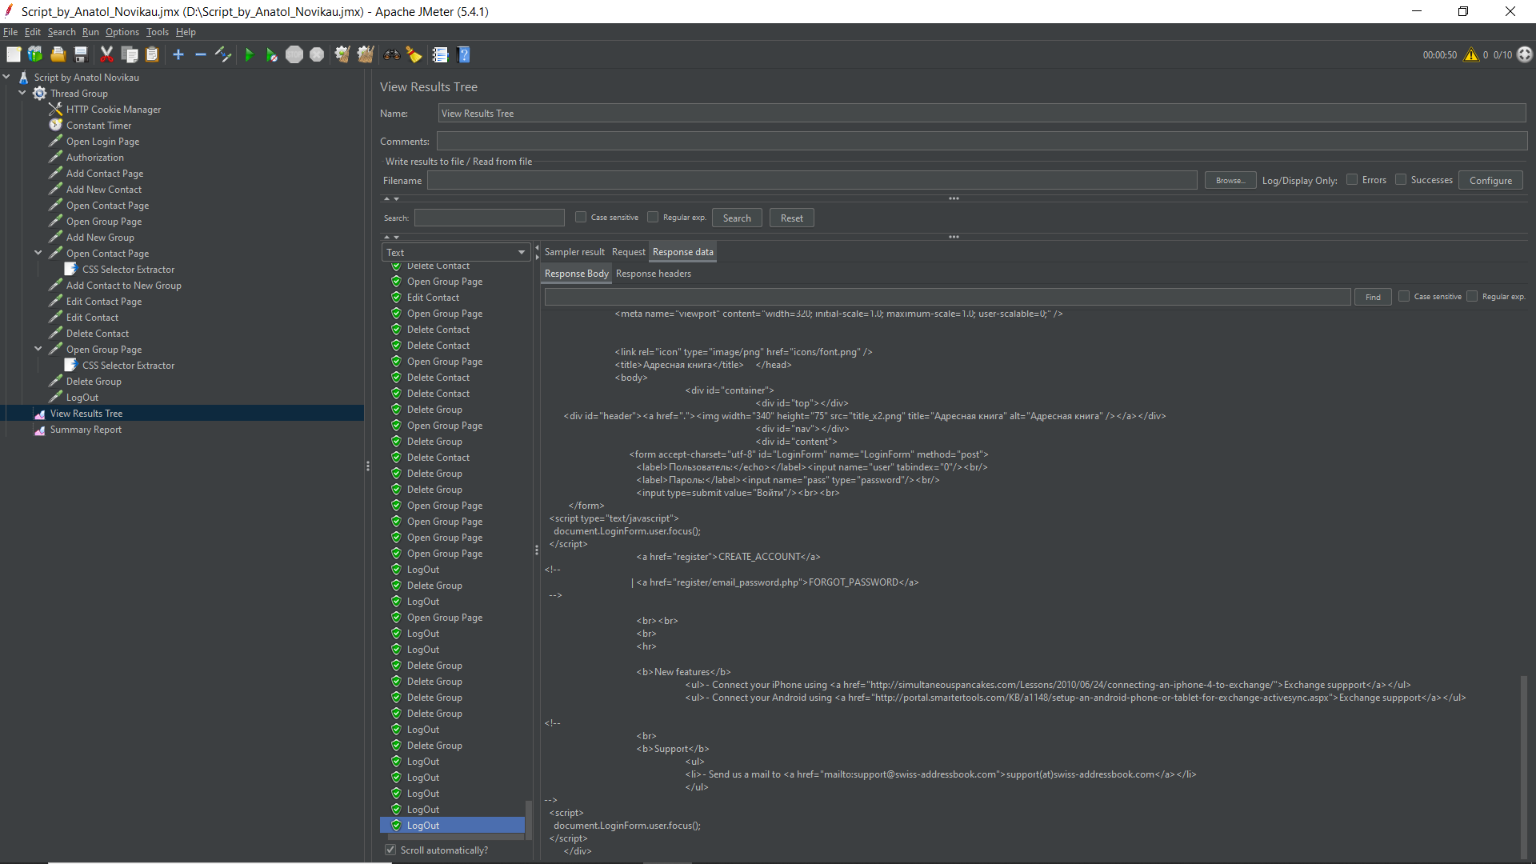 Script_by_Anatol_Novikau.jmx (D:\Script_by_Anatol_Novikau.jmx) - Apache JMeter (5.4.1)
File Edit Search Run Options Tools Help
00:00:50 0 0/10
Script by Anatol Novikau
Thread Group
HTTP Cookie Manager
Constant Timer
Open Login Page
Authorization
Add Contact Page
Add New Contact
Open Contact Page
Open Group Page
Add New Group
Open Contact Page
CSS Selector Extractor
Add Contact to New Group
Edit Contact Page
Edit Contact
Delete Contact
Open Group Page
CSS Selector Extractor
Delete Group
LogOut
View Results Tree
Summary Report
View Results Tree
Name: View Results Tree
Comments:
Write results to file / Read from file
Filename Browse... Log/Display Only: Errors Successes Configure
Search: Case sensitive Regular exp. Search Reset
Text
Delete Contact
Open Group Page
Edit Contact
Open Group Page
Delete Contact
Delete Contact
Open Group Page
Delete Contact
Delete Contact
Delete Group
Open Group Page
Delete Group
Delete Contact
Delete Group
Delete Group
Open Group Page
Open Group Page
Open Group Page
Open Group Page
LogOut
Delete Group
LogOut
Open Group Page
LogOut
LogOut
Delete Group
Delete Group
Delete Group
Delete Group
LogOut
Delete Group
LogOut
LogOut
LogOut
LogOut
LogOut
Scroll automatically?
Sampler result Request Response data
Response Body Response headers
Find Case sensitive Regular exp.
<meta name="viewport" content="width=320; initial-scale=1.0; maximum-scale=1.0; user-scalable=0;" />
<link rel="icon" type="image/png" href="icons/font.png" />
<title>Адресная книга</title> </head>
<body>
<div id="container">
<div id="top"></div>
<div id="header"><a href="."><img width="340" height="75" src="title_x2.png" title="Адресная книга" alt="Адресная книга" /></a></div>
<div id="nav"></div>
<div id="content">
<form accept-charset="utf-8" id="LoginForm" name="LoginForm" method="post">
<label>Пользователь:</echo></label><input name="user" tabindex="0"/><br/>
<label>Пароль:</label><input name="pass" type="password"/><br/>
<input type=submit value="Войти"/><br><br>
</form>
<script type="text/javascript">
document.LoginForm.user.focus();
</script>
<a href="register">CREATE_ACCOUNT</a>
<!--
| <a href="register/email_password.php">FORGOT_PASSWORD</a>
-->
<br><br>
<br>
<hr>
<b>New features</b>
<ul>- Connect your iPhone using <a href="http://simultaneouspancakes.com/Lessons/2010/06/24/connecting-an-iphone-4-to-exchange/">Exchange suppport</a></ul>
<ul>- Connect your Android using <a href="http://portal.smartertools.com/KB/a1148/setup-an-android-phone-or-tablet-for-exchange-activesync.aspx">Exchange suppport</a></ul>
<!--
<br>
<b>Support</b>
<ul>
<li>- Send us a mail to <a href="mailto:support@swiss-addressbook.com">support(at)swiss-addressbook.com</a></li>
</ul>
-->
<script>
document.LoginForm.user.focus();
</script>
</div>